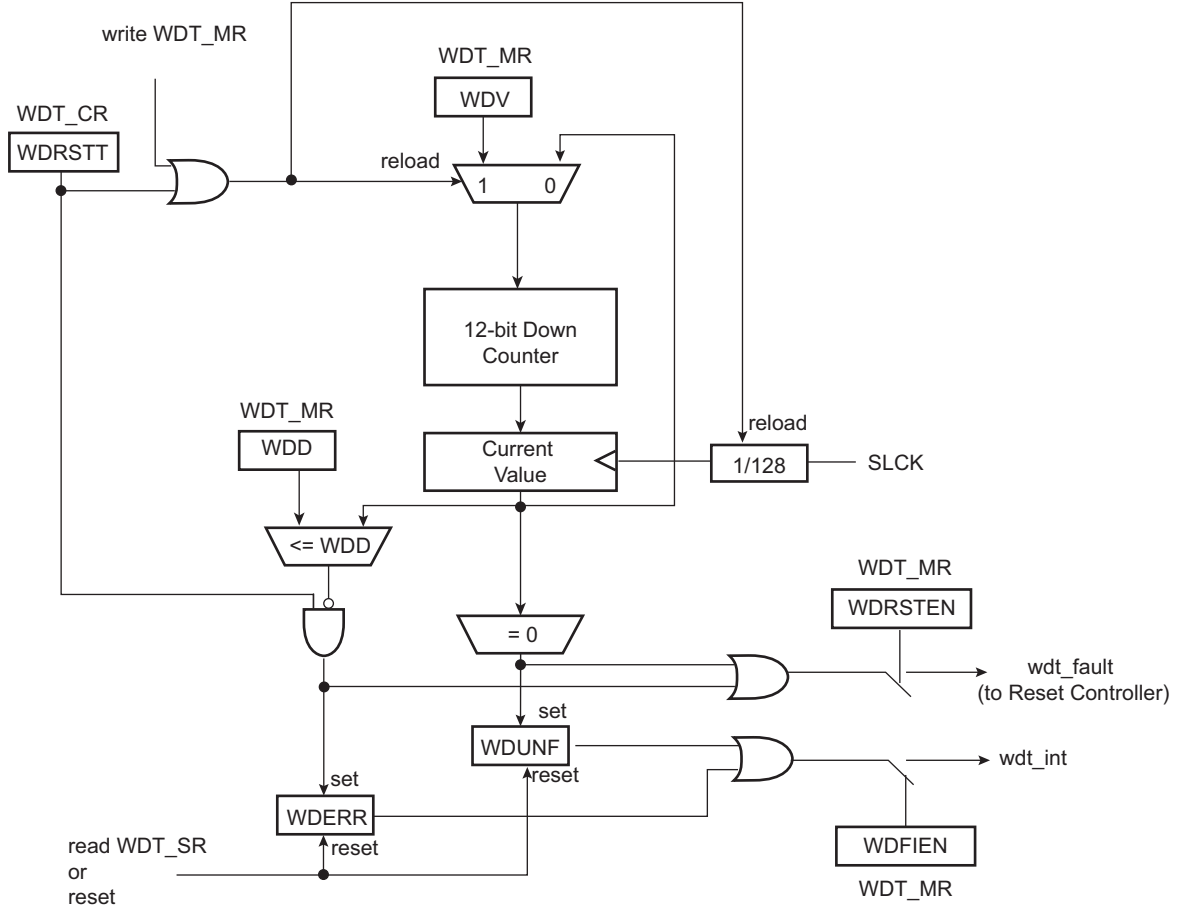 write WDT_MR
WDT_MR
WDV
WDT_CR
WDRSTT
reload
1 0
12-bit Down
Counter
WDT_MR
WDD
reload
Current
Value
1/128
SLCK
<= WDD
WDT_MR
WDRSTEN
= 0
wdt_fault
(to Reset Controller)
set
WDUNF
reset
wdt_int
set
WDERR
reset
WDFIEN
WDT_MR
read WDT_SR
or
reset